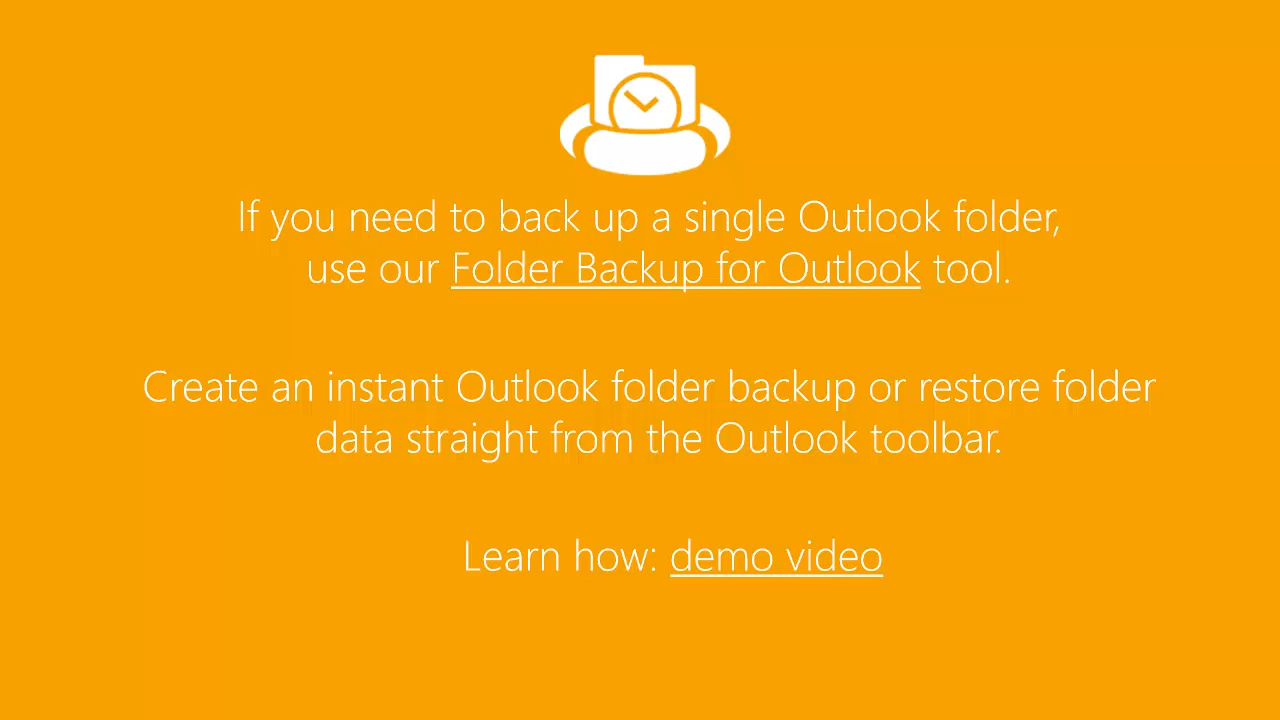 If you need to back up a single Outlook folder,
use our Folder Backup for Outlook tool.
Create an instant Outlook folder backup or restore folder
data straight from the Outlook toolbar.
Learn how: demo video